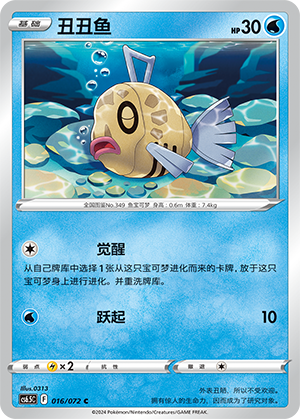 基础
丑丑鱼
HP30
全国图鉴No.349 鱼宝可梦 身高：0.6m 体重：7.4kg
觉醒
从自己牌库中选择1张从这只宝可梦进化而来的卡牌，放于这只
宝可梦身上进行进化。并重洗牌库。
跃起 10
弱点 ×2 抵抗力 撤退
Illus.0313
CS6.5C F 016/072 C
外表丑陋，所以不受欢迎。
拥有惊人的生命力，因而成为了研究对象。
©2024 Pokémon/Nintendo/Creatures/GAME FREAK.